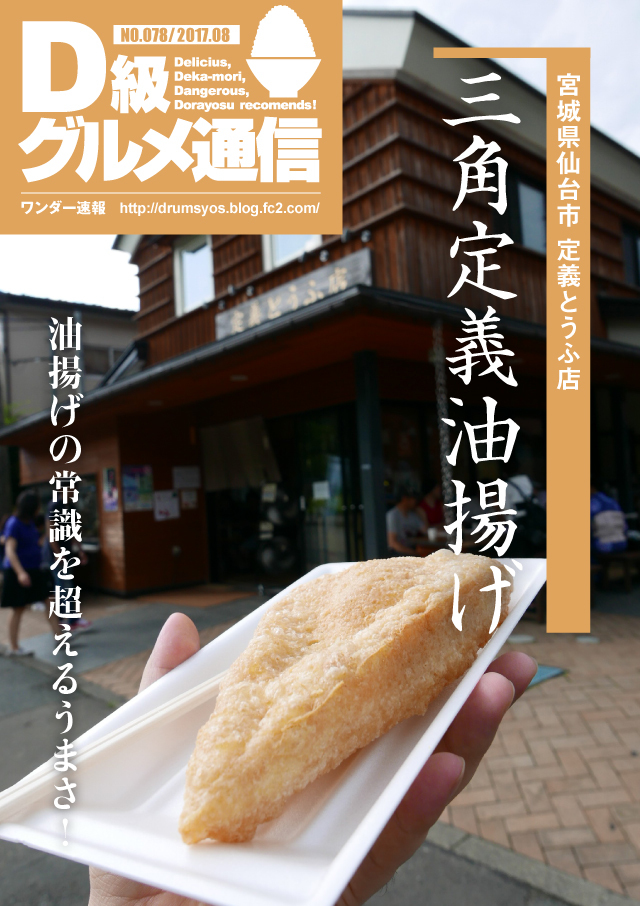 NO.078/2017.08
D級
Delicius,
Deka-mori,
Dangerous,
Dorayosu recomends!
グルメ通信
ワンダー速報 http://drumsyos.blog.fc2.com/
宮城県仙台市 定義とうふ店
三角定義油揚げ
定義とうふ店
油揚げの常識を超えるうまさ！